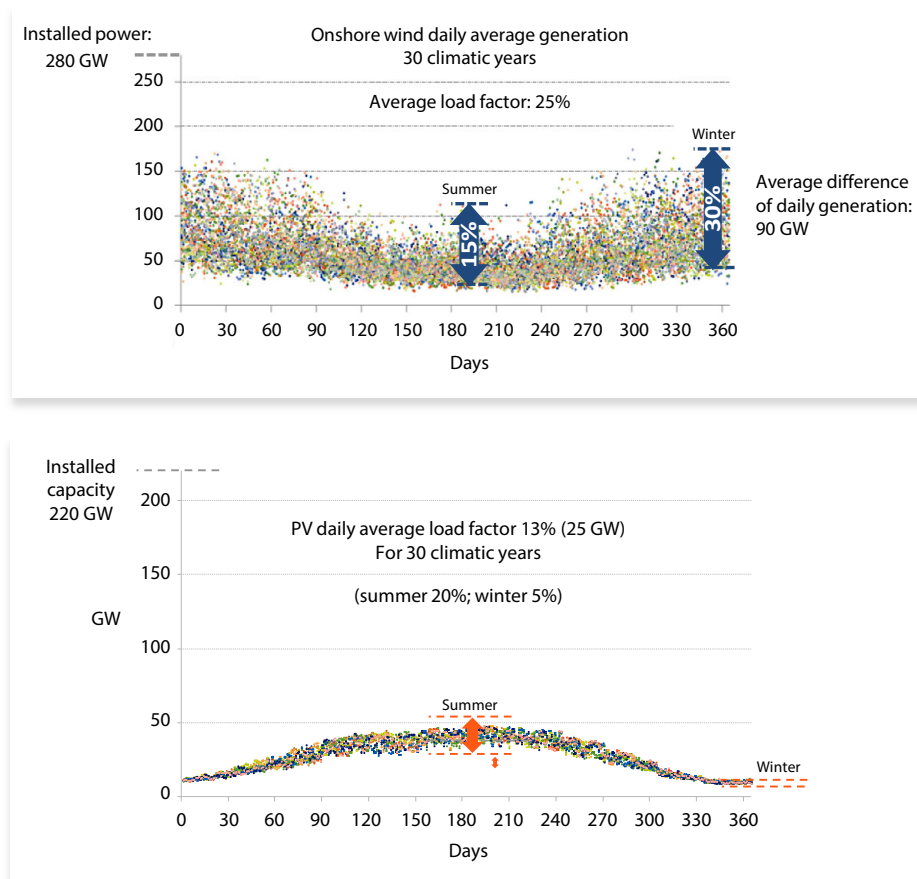 Installed power:
280 GW
Onshore wind daily average generation
30 climatic years
Average load factor: 25%
250
200
150
100
50
0
Summer
15%
Winter
30%
Average difference
of daily generation:
90 GW
0 30 60 90 120 150 180 210 240 270 300 330 360
Days
Installed
capacity
220 GW
PV daily average load factor 13% (25 GW)
For 30 climatic years
(summer 20%; winter 5%)
GW
200
150
100
50
0
Summer
Winter
0 30 60 90 120 150 180 210 240 270 300 330 360
Days